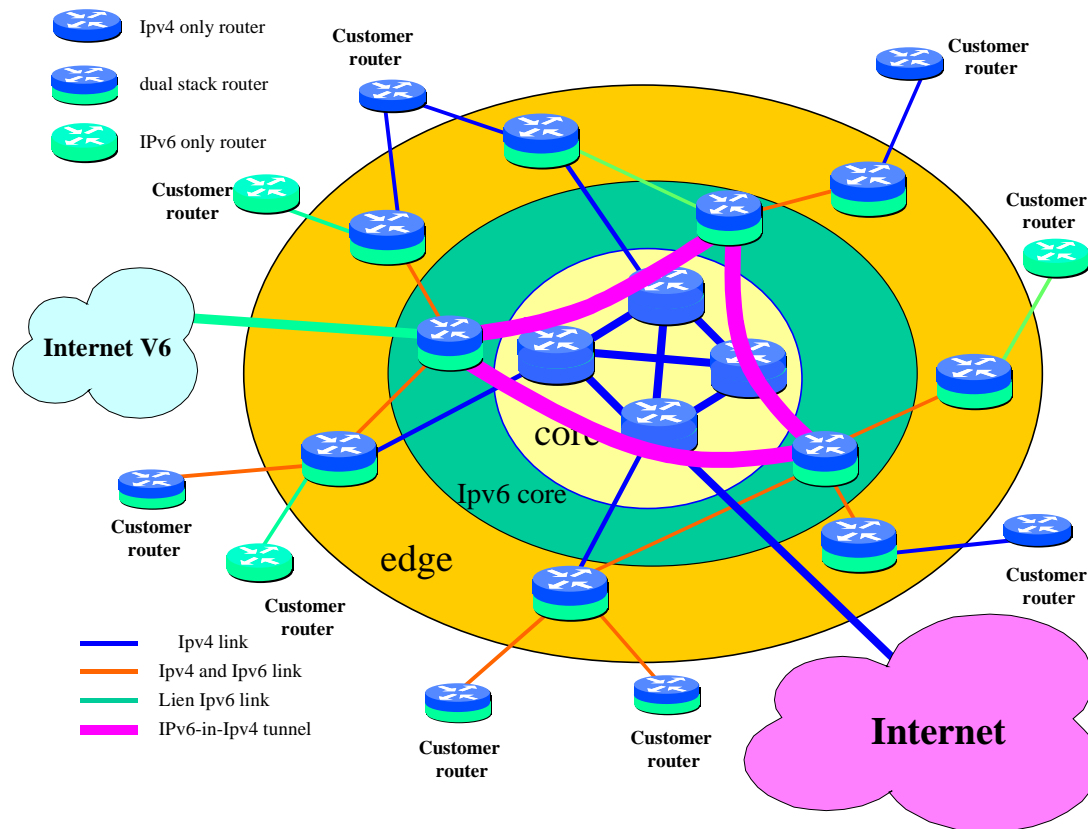 Ipv4 only router
dual stack router
IPv6 only router
Customer
router
Customer
router
Customer
router
Customer
router
Internet V6
core
Ipv6 core
edge
Customer
router
Customer
router
Customer
router
Ipv4 link
Ipv4 and Ipv6 link
Lien Ipv6 link
IPv6-in-Ipv4 tunnel
Customer
router
Customer
router
Internet